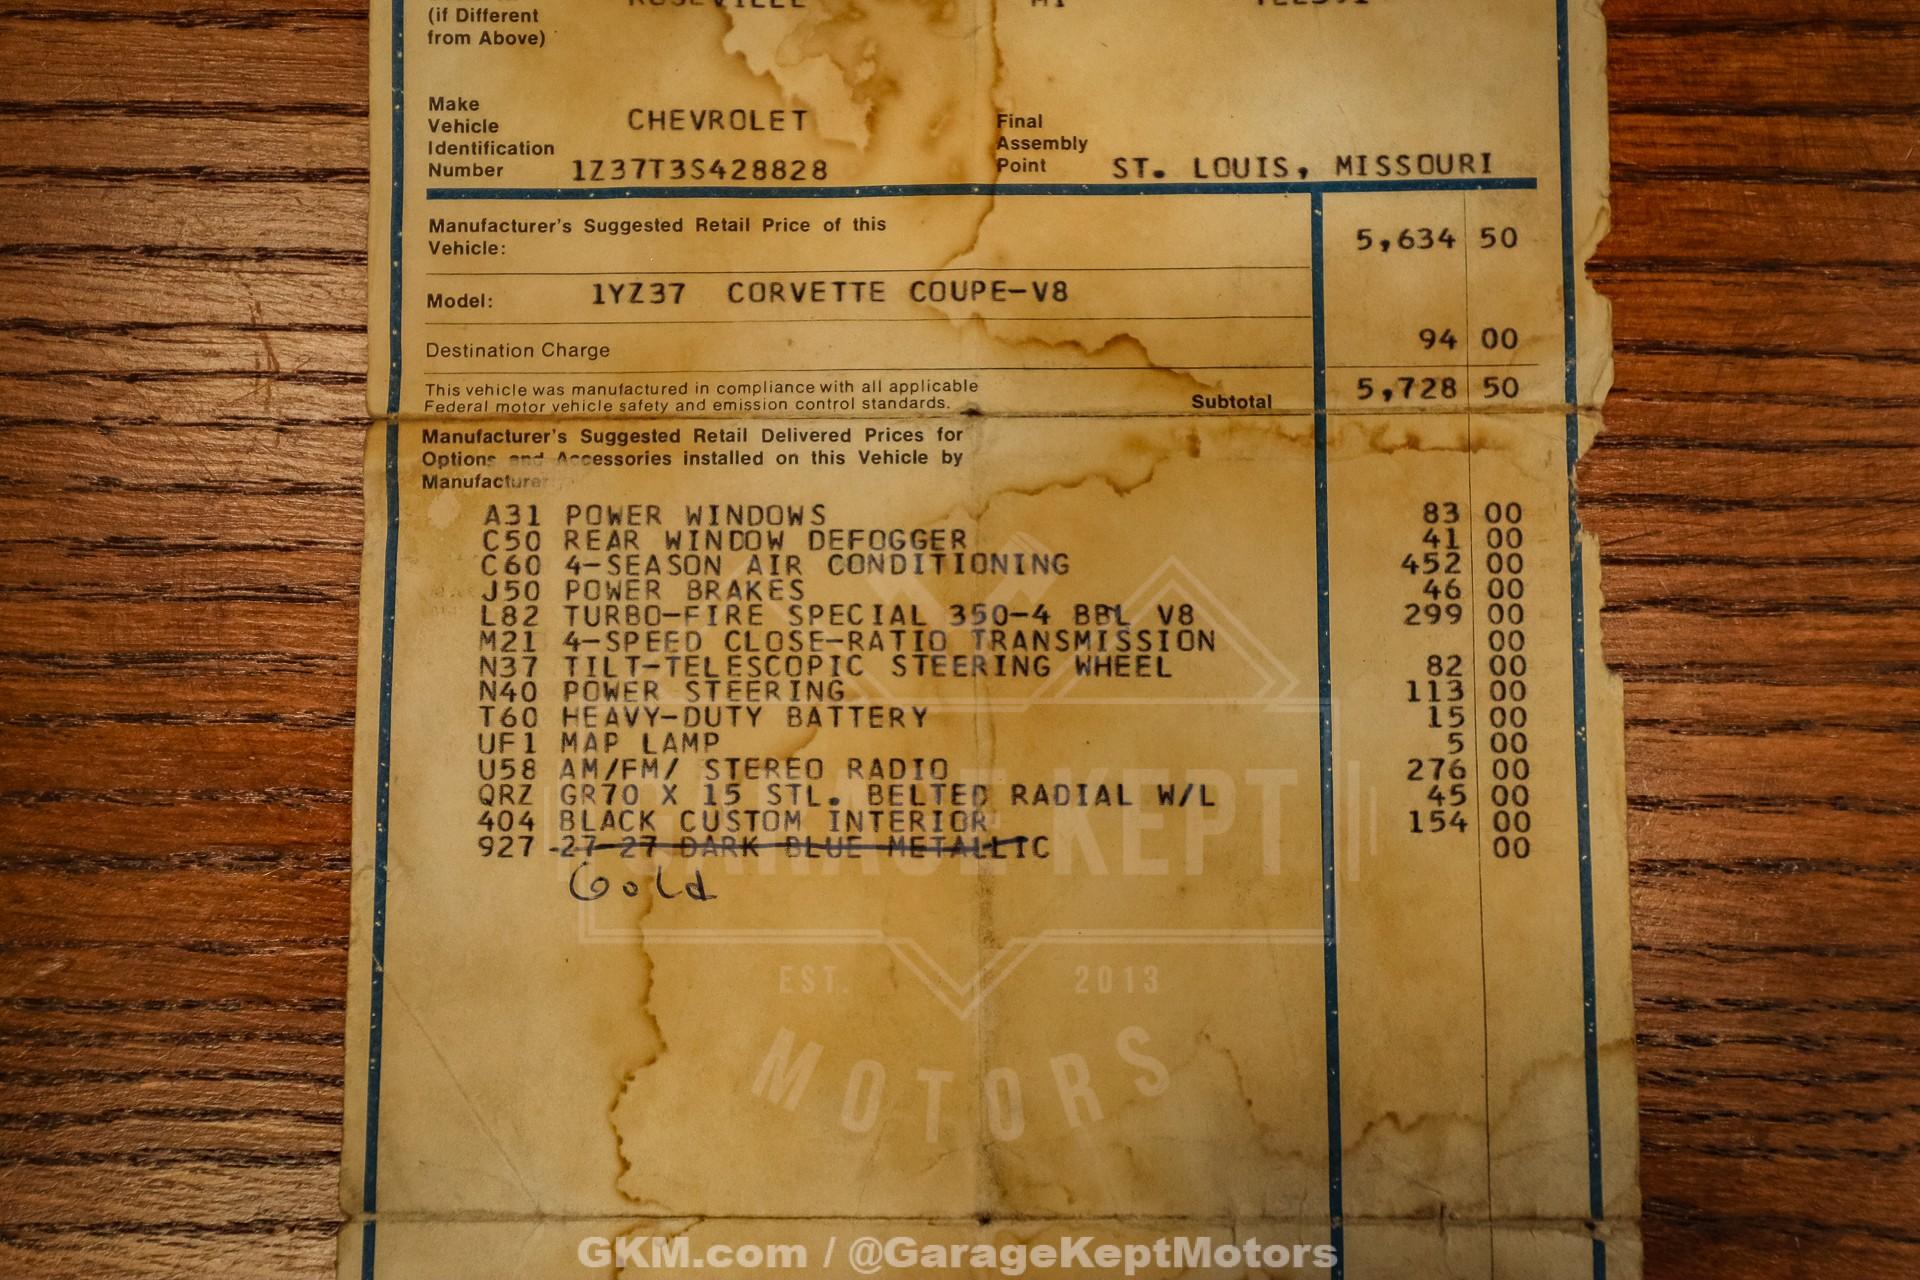 (if Different
from Above)
ROSEVILLE MI
Make CHEVROLET
Vehicle
Identification
Number 1Z37T3S428828
Final
Assembly
Point ST. LOUIS, MISSOURI
Manufacturer's Suggested Retail Price of this
Vehicle: 5,634 50
Model: 1YZ37 CORVETTE COUPE-V8
Destination Charge 94 00
This vehicle was manufactured in compliance with all applicable
Federal motor vehicle safety and emission control standards. Subtotal 5,728 50
Manufacturer's Suggested Retail Delivered Prices for
Options and Accessories installed on this Vehicle by
Manufacturer
A31 POWER WINDOWS 83 00
C50 REAR WINDOW DEFOGGER 41 00
C60 4-SEASON AIR CONDITIONING 452 00
J50 POWER BRAKES 46 00
L82 TURBO-FIRE SPECIAL 350-4 BBL V8 299 00
M21 4-SPEED CLOSE-RATIO TRANSMISSION 00
N37 TILT-TELESCOPIC STEERING WHEEL 82 00
N40 POWER STEERING 113 00
T60 HEAVY-DUTY BATTERY 15 00
UF1 MAP LAMP 5 00
U58 AM/FM/ STEREO RADIO 276 00
QRZ GR70 X 15 STL. BELTED RADIAL W/L 45 00
404 BLACK CUSTOM INTERIOR 154 00
927 27-27 DARK BLUE METALLIC 00
Gold
GARAGE KEPT
EST. 2013
MOTORS
GKM.com / @GarageKeptMotors